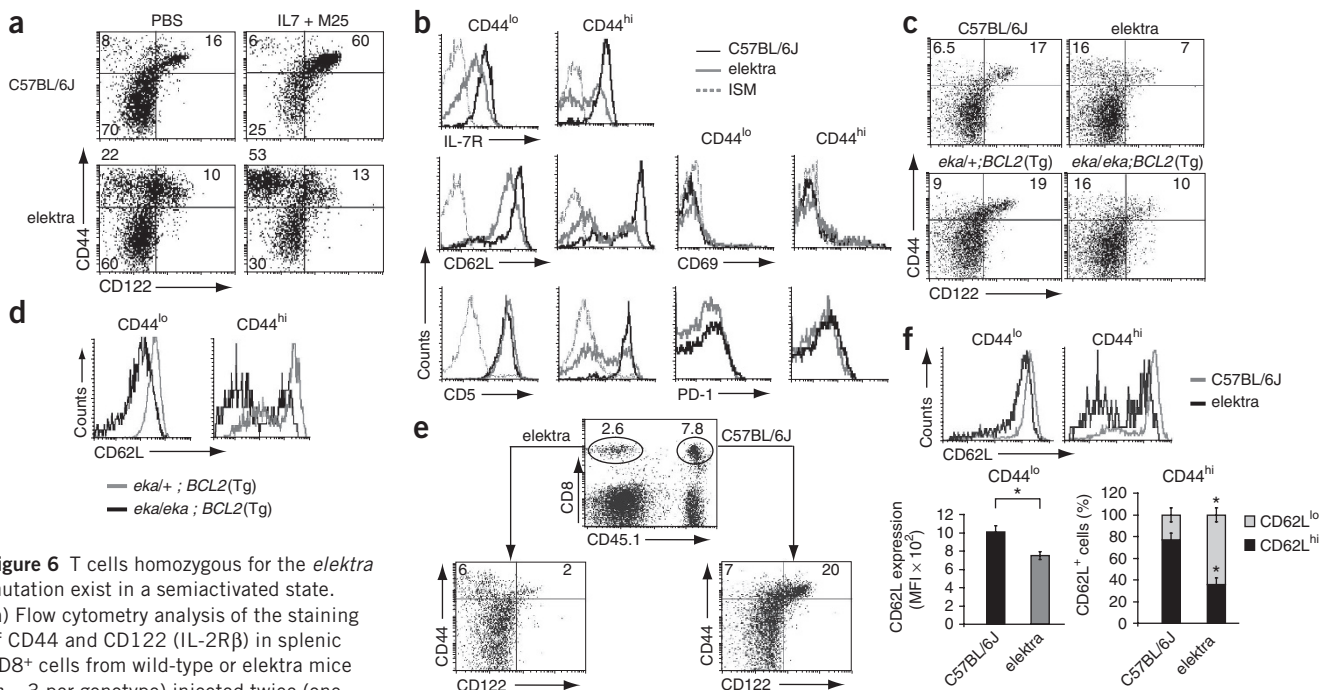 a
PBS
IL7 + M25
C57BL/6J
8
16
70
6
60
25
elektra
22
10
60
53
13
30
CD44
CD122
b
CD44lo
CD44hi
C57BL/6J
elektra
ISM
IL-7R
CD44lo
CD44hi
CD62L
CD69
Counts
CD5
PD-1
c
C57BL/6J
elektra
6.5
17
16
7
eka/+;BCL2(Tg)
eka/eka;BCL2(Tg)
9
19
16
10
CD44
CD122
d
CD44lo
CD44hi
Counts
CD62L
eka/+ ; BCL2(Tg)
eka/eka ; BCL2(Tg)
e
elektra
2.6
7.8
C57BL/6J
CD8
CD45.1
6
2
CD44
CD122
7
20
CD44
CD122
f
CD44lo
CD44hi
C57BL/6J
elektra
Counts
CD62L
CD44lo
*
CD62L expression
(MFI × 10²)
12
10
8
6
4
2
0
C57BL/6J
elektra
CD44hi
CD62L+ cells (%)
120
100
80
60
40
20
0
*
*
CD62Llo
CD62Lhi
C57BL/6J
elektra
gure 6 T cells homozygous for the elektra
utation exist in a semiactivated state.
) Flow cytometry analysis of the staining
f CD44 and CD122 (IL-2Rβ) in splenic
D8+ cells from wild-type or elektra mice
3 per genotype) injected twice (one